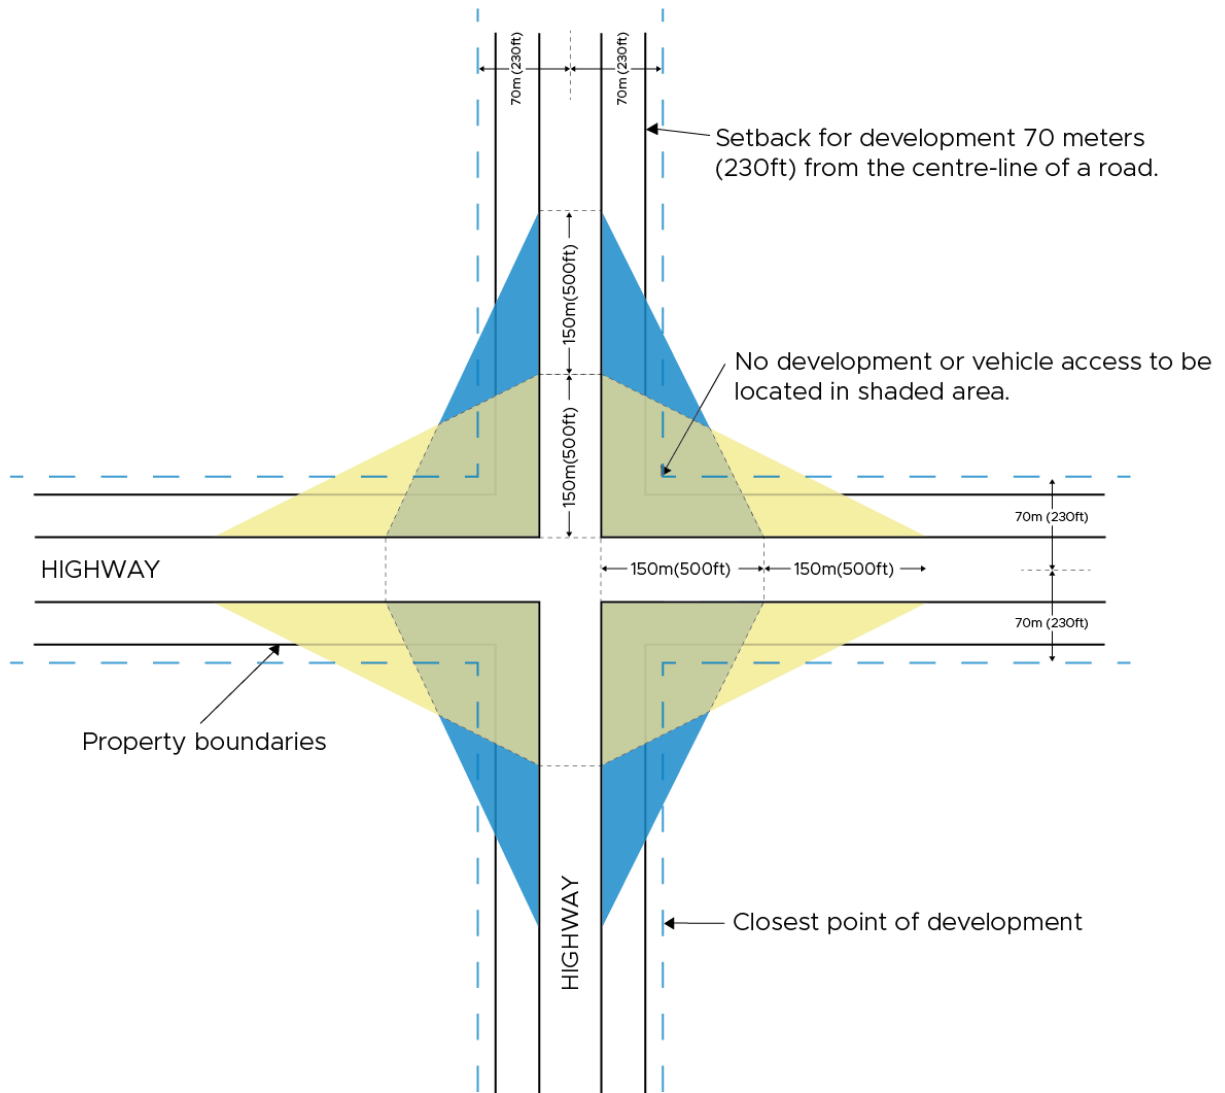 70m (230ft)
70m (230ft)
Setback for development 70 meters
(230ft) from the centre-line of a road.
150m(500ft)
No development or vehicle access to be
located in shaded area.
150m(500ft)
70m (230ft)
HIGHWAY
150m(500ft)
150m(500ft)
70m (230ft)
Property boundaries
HIGHWAY
Closest point of development